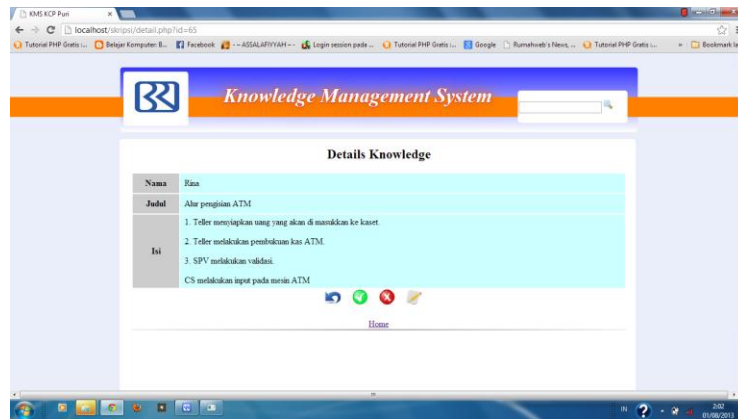 KMS KCP Puri
localhost/skripsi/detail.php?id=65
Tutorial PHP Gratis :... Belajar Komputer: B... Facebook --ASSALAFIYYAH-- Login session pada ... Tutorial PHP Gratis :... Google Rumahweb's News, ... Tutorial PHP Gratis :... » Bookmark la
Knowledge Management System
Details Knowledge
Nama Rina
Judul Alur pengisian ATM
1. Teller menyiapkan uang yang akan di masukkan ke kaset.
2. Teller melakukan pembukuan kas ATM.
Isi
3. SPV melakukan validasi.
CS melakukan input pada mesin ATM
Home
IN
2:02
01/08/2013